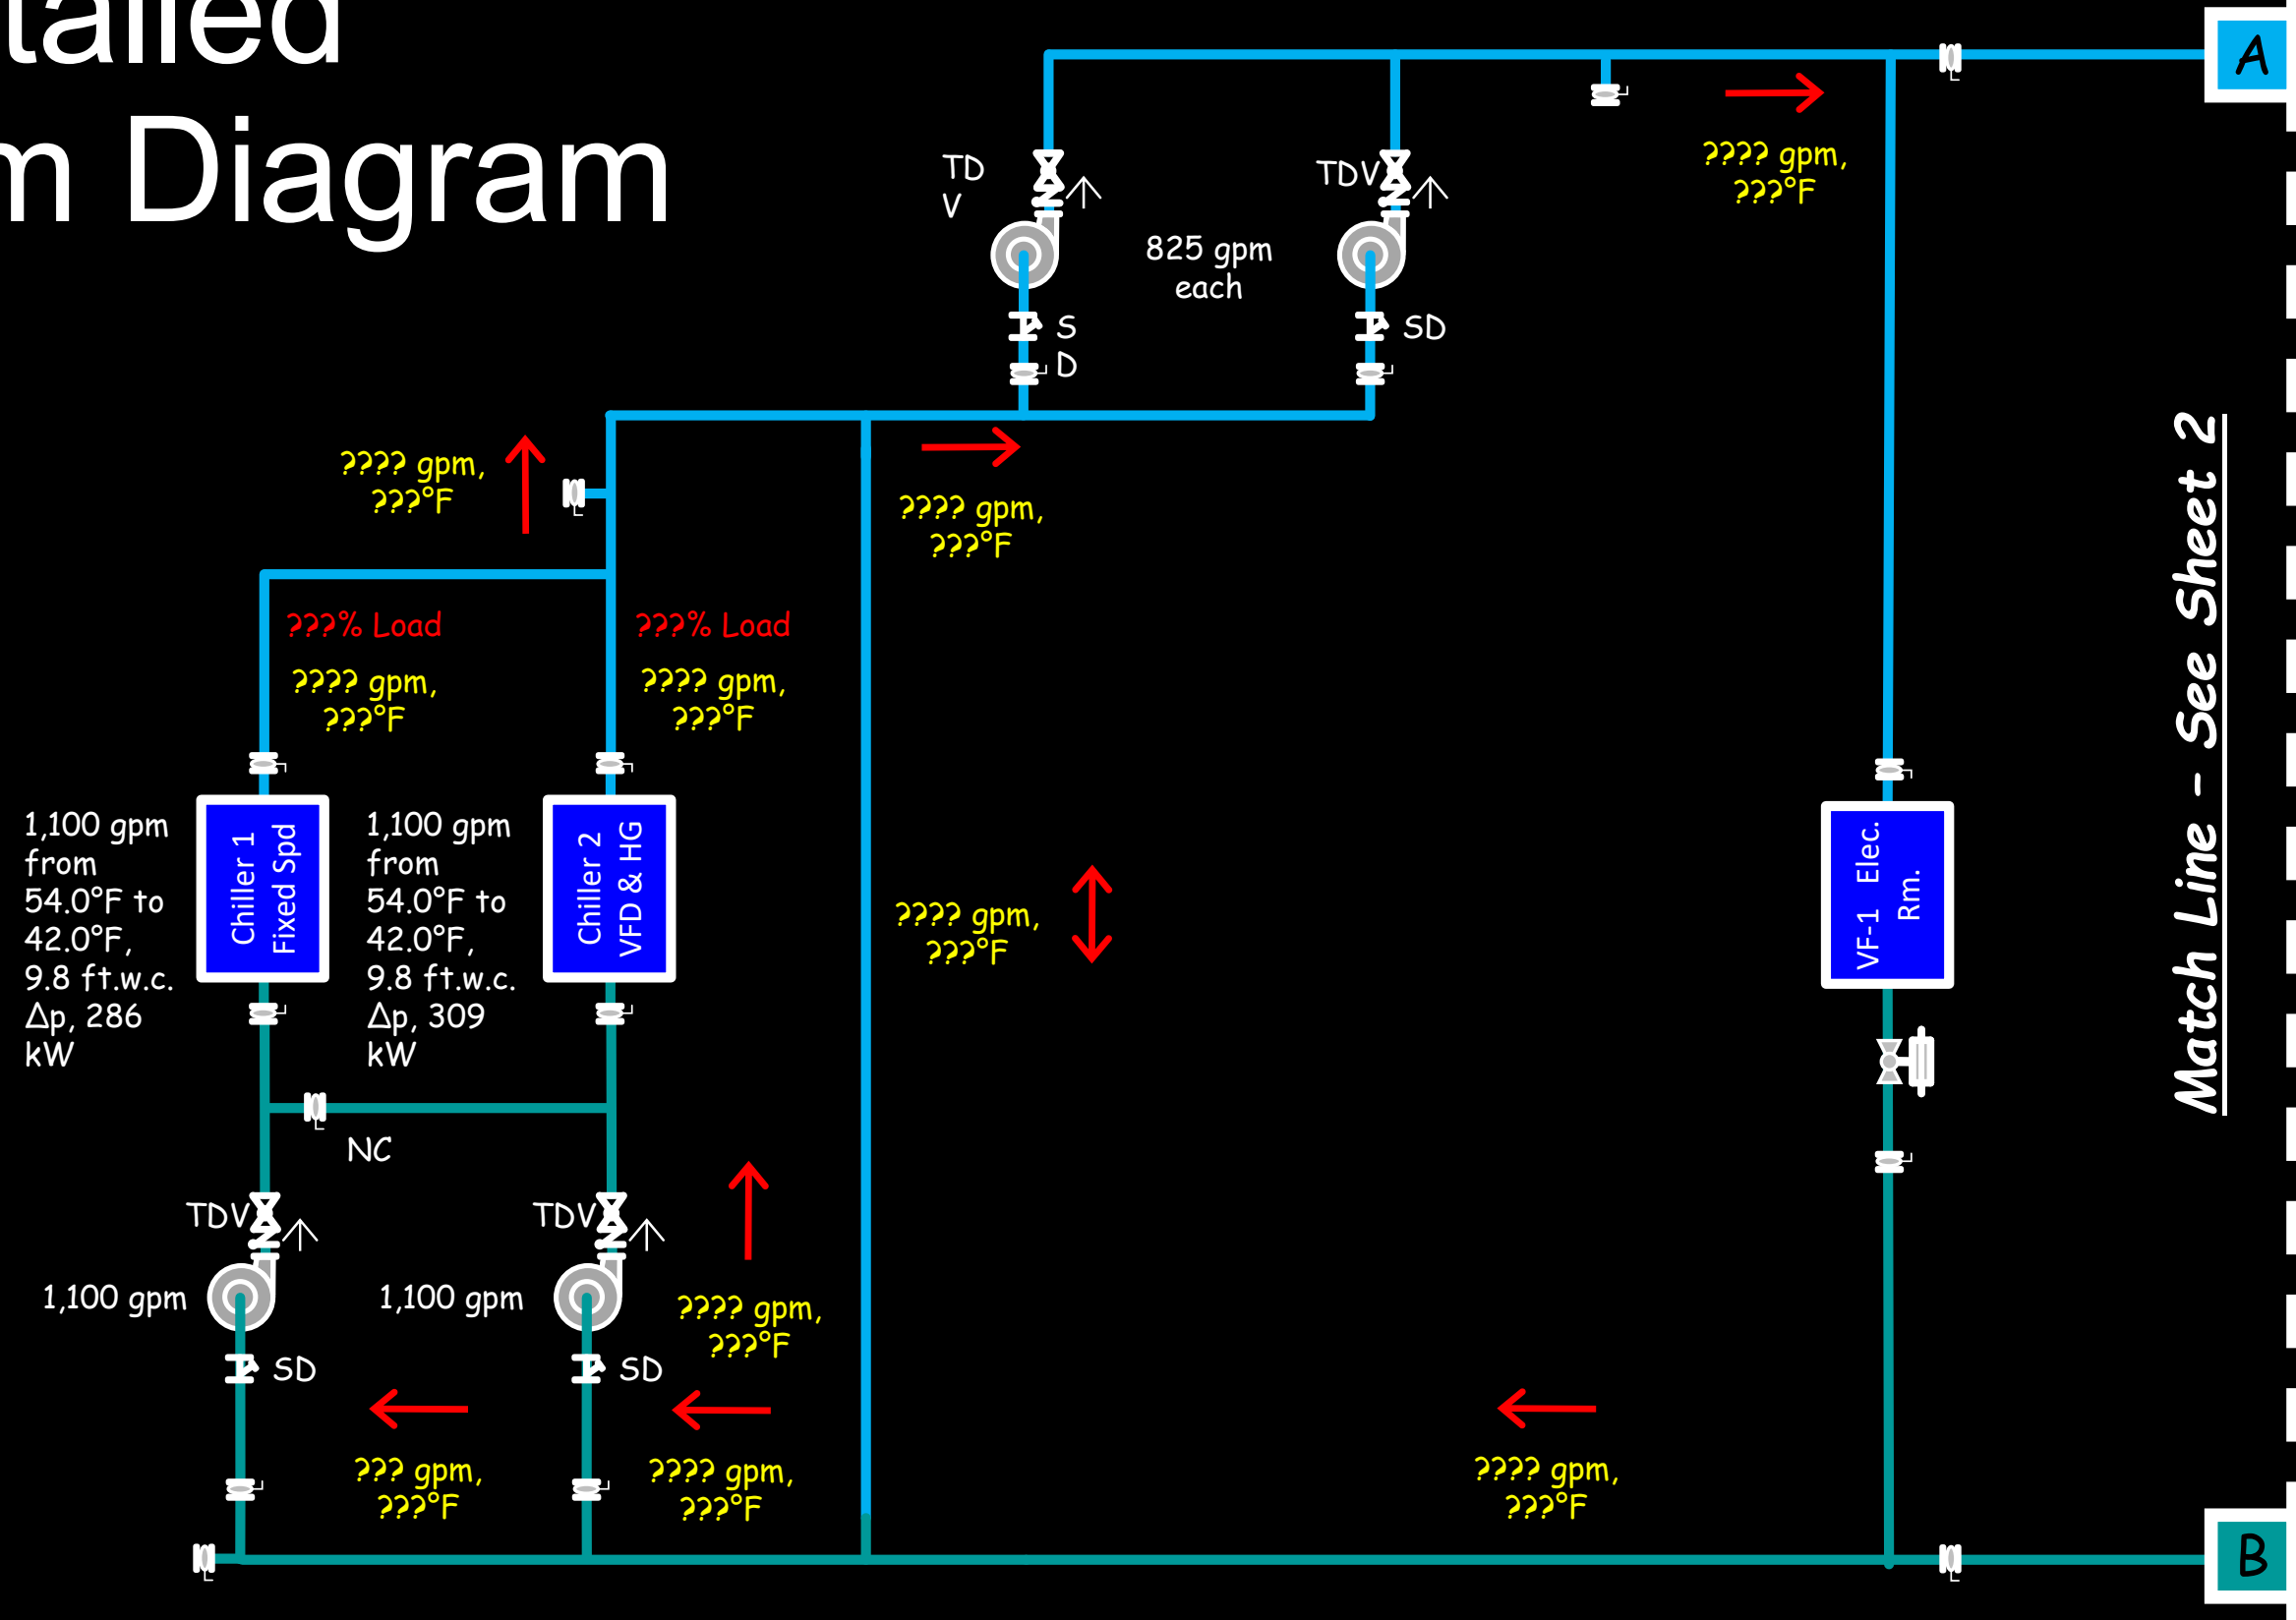 tailed
m Diagram
A
TD
V
TDV
???? gpm,
???°F
825 gpm
each
S
D
SD
???? gpm,
???°F
???? gpm,
???°F
???% Load
???? gpm,
???°F
???% Load
???? gpm,
???°F
1,100 gpm
from
54.0°F to
42.0°F,
9.8 ft.w.c.
Δp, 286
kW
Chiller 1
Fixed Spd
1,100 gpm
from
54.0°F to
42.0°F,
9.8 ft.w.c.
Δp, 309
kW
Chiller 2
VFD & HG
???? gpm,
???°F
VF-1 Elec.
Rm.
Match Line - See Sheet 2
NC
TDV
TDV
1,100 gpm
1,100 gpm
???? gpm,
???°F
SD
SD
??? gpm,
???°F
???? gpm,
???°F
???? gpm,
???°F
B